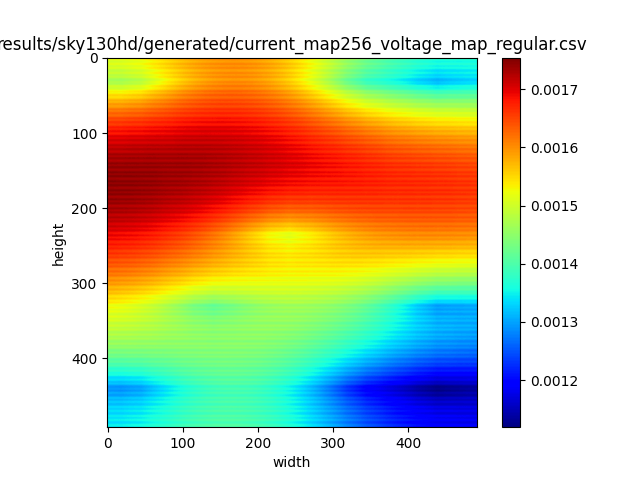 results/sky130hd/generated/current_map256_voltage_map_regular.csv
0
100
200
300
400
height
0 100 200 300 400
width
0.0017
0.0016
0.0015
0.0014
0.0013
0.0012